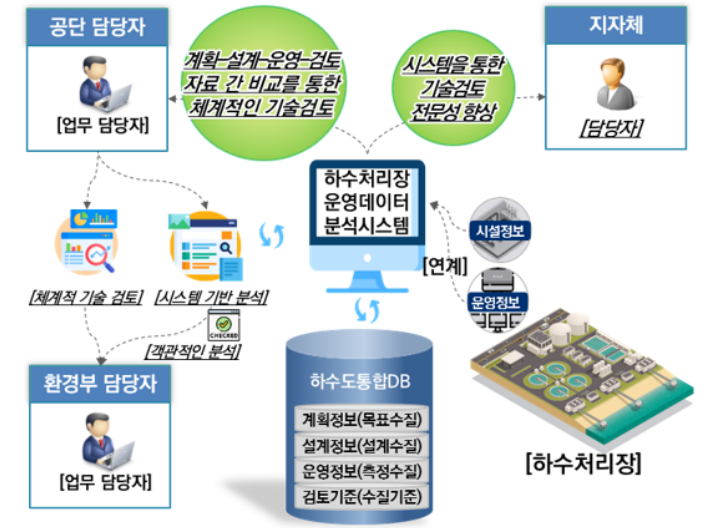 공단 담당자
[업무 담당자]
계획-설계-운영-검토
자료 간 비교를 통한
체계적인 기술검토
시스템을 통한
기술검토
전문성 향상
지자체
[담당자]
하수처리장
운영데이터
분석시스템
시설정보
[연계]
운영정보
[체계적 기술 검토]
[시스템 기반 분석]
CHECKED
[객관적인 분석]
환경부 담당자
[업무 담당자]
하수도통합DB
계획정보(목표수질)
설계정보(설계수질)
운영정보(측정수질)
검토기준(수질기준)
[하수처리장]